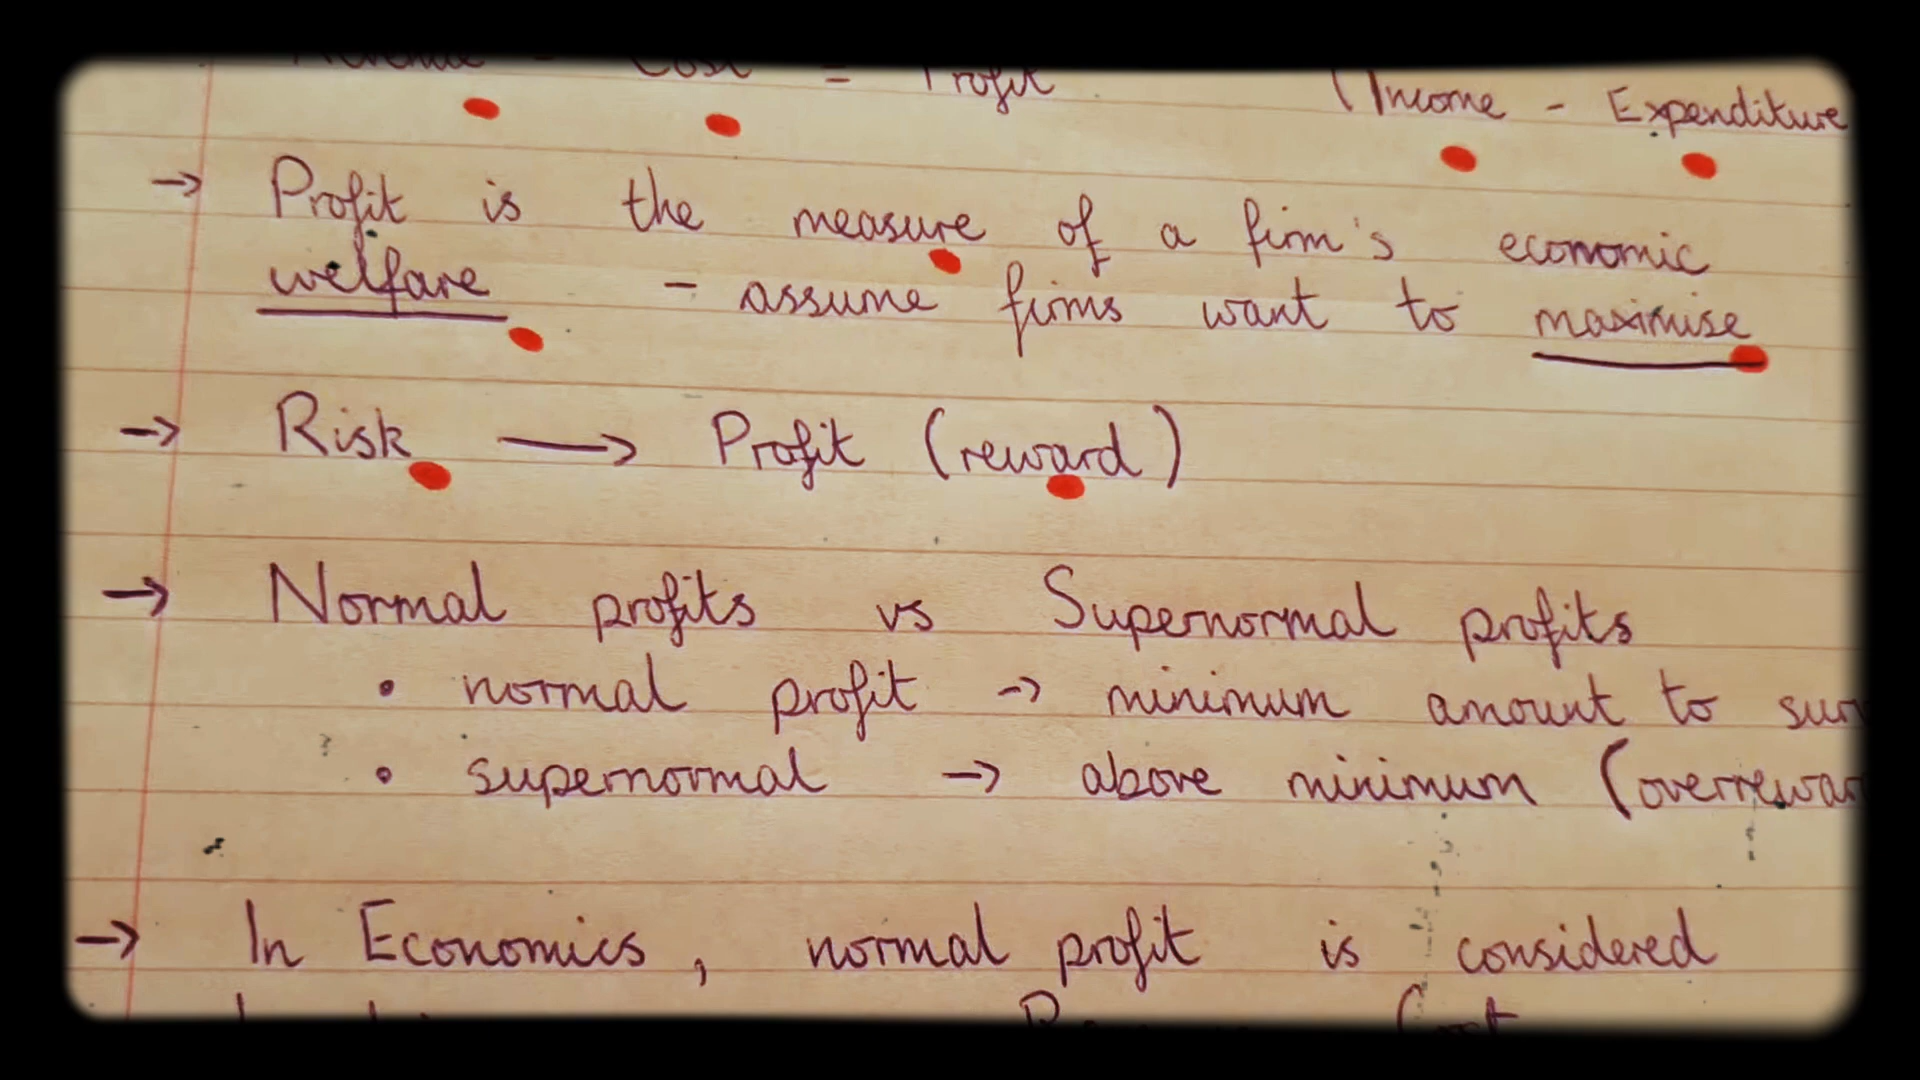 Revenue - Cost = Profit (Income - Expenditure
→ Profit is the measure of a firm's economic
welfare - assume firms want to maximise
→ Risk → Profit (reward)
→ Normal profits vs Supernormal profits
• normal profit → minimum amount to
• supernormal → above minimum
→ In Economics, normal profit is considered